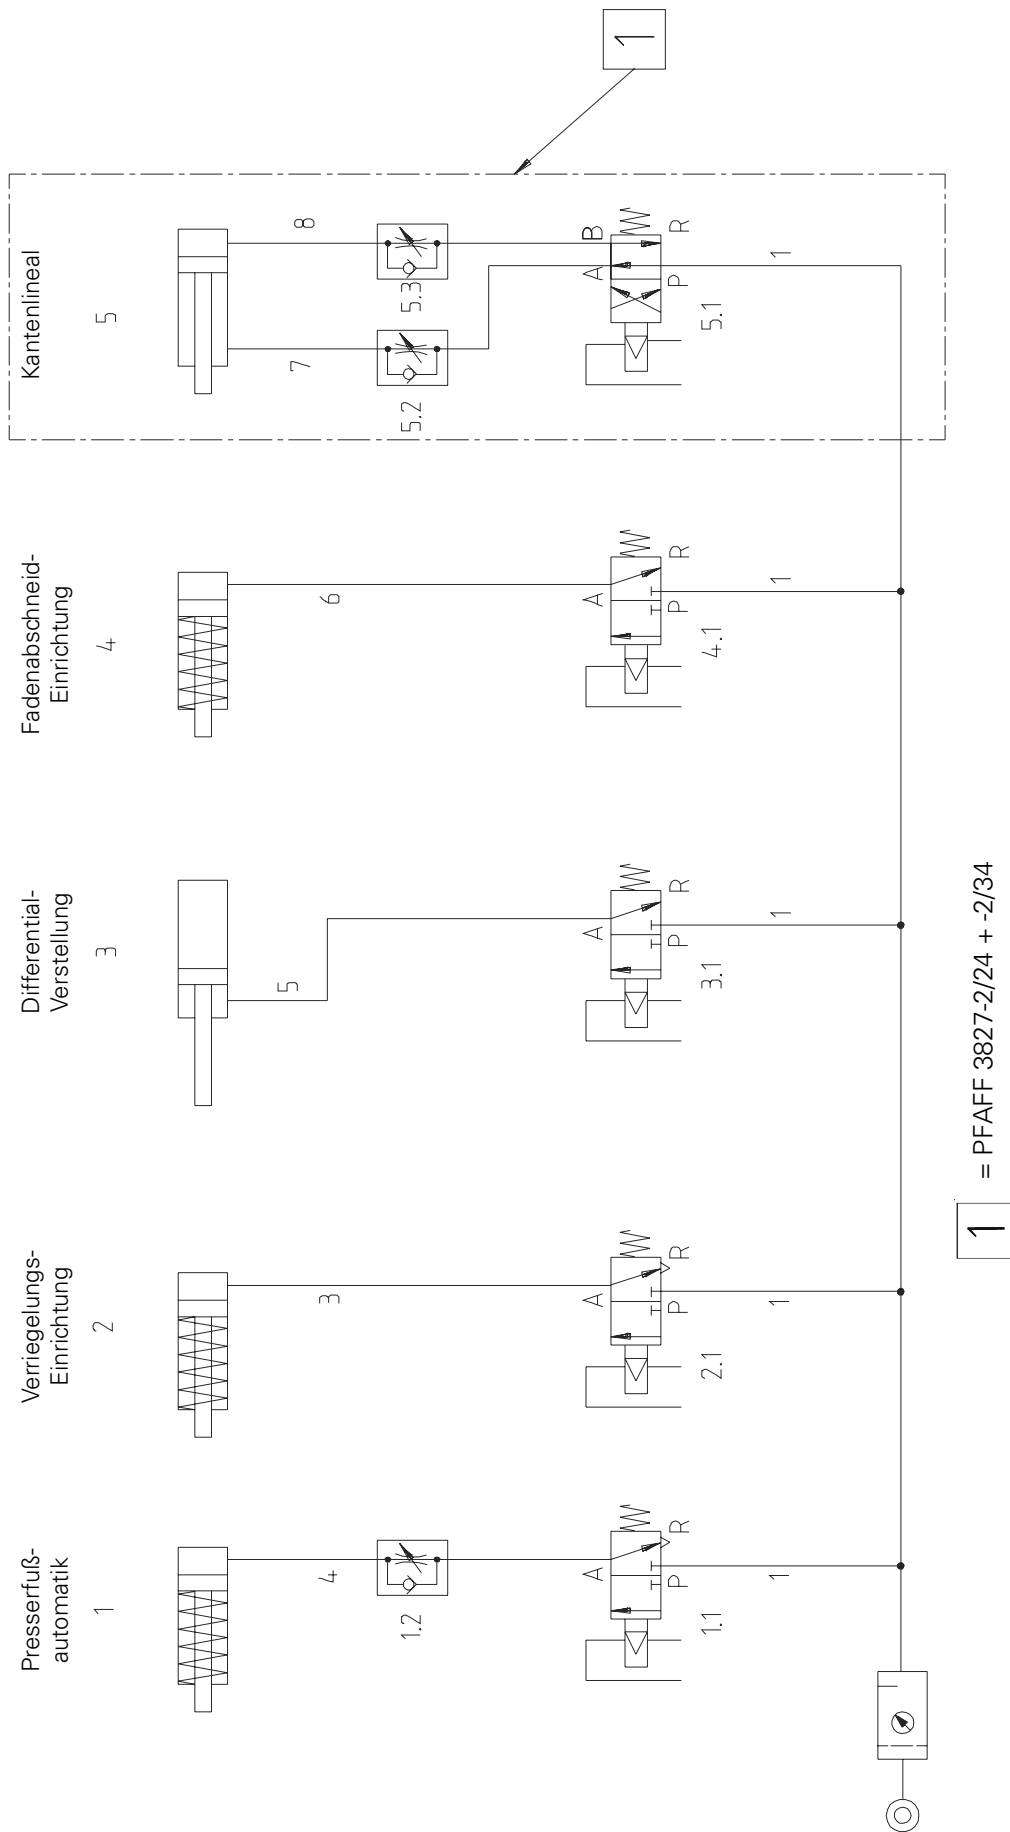 Presserfuß-
automatik
1
Verriegelungs-
Einrichtung
2
Differential-
Verstellung
3
Fadenabschneid-
Einrichtung
4
Kantenlineal
5
4
3
5
6
7
8
1.2
5.2
5.3
A
A
A
A
A
B
P
R
P
R
P
R
P
R
P
R
1.1
2.1
3.1
4.1
5.1
1
1
1
1
1
1
1 = PFAFF 3827-2/24 + -2/34